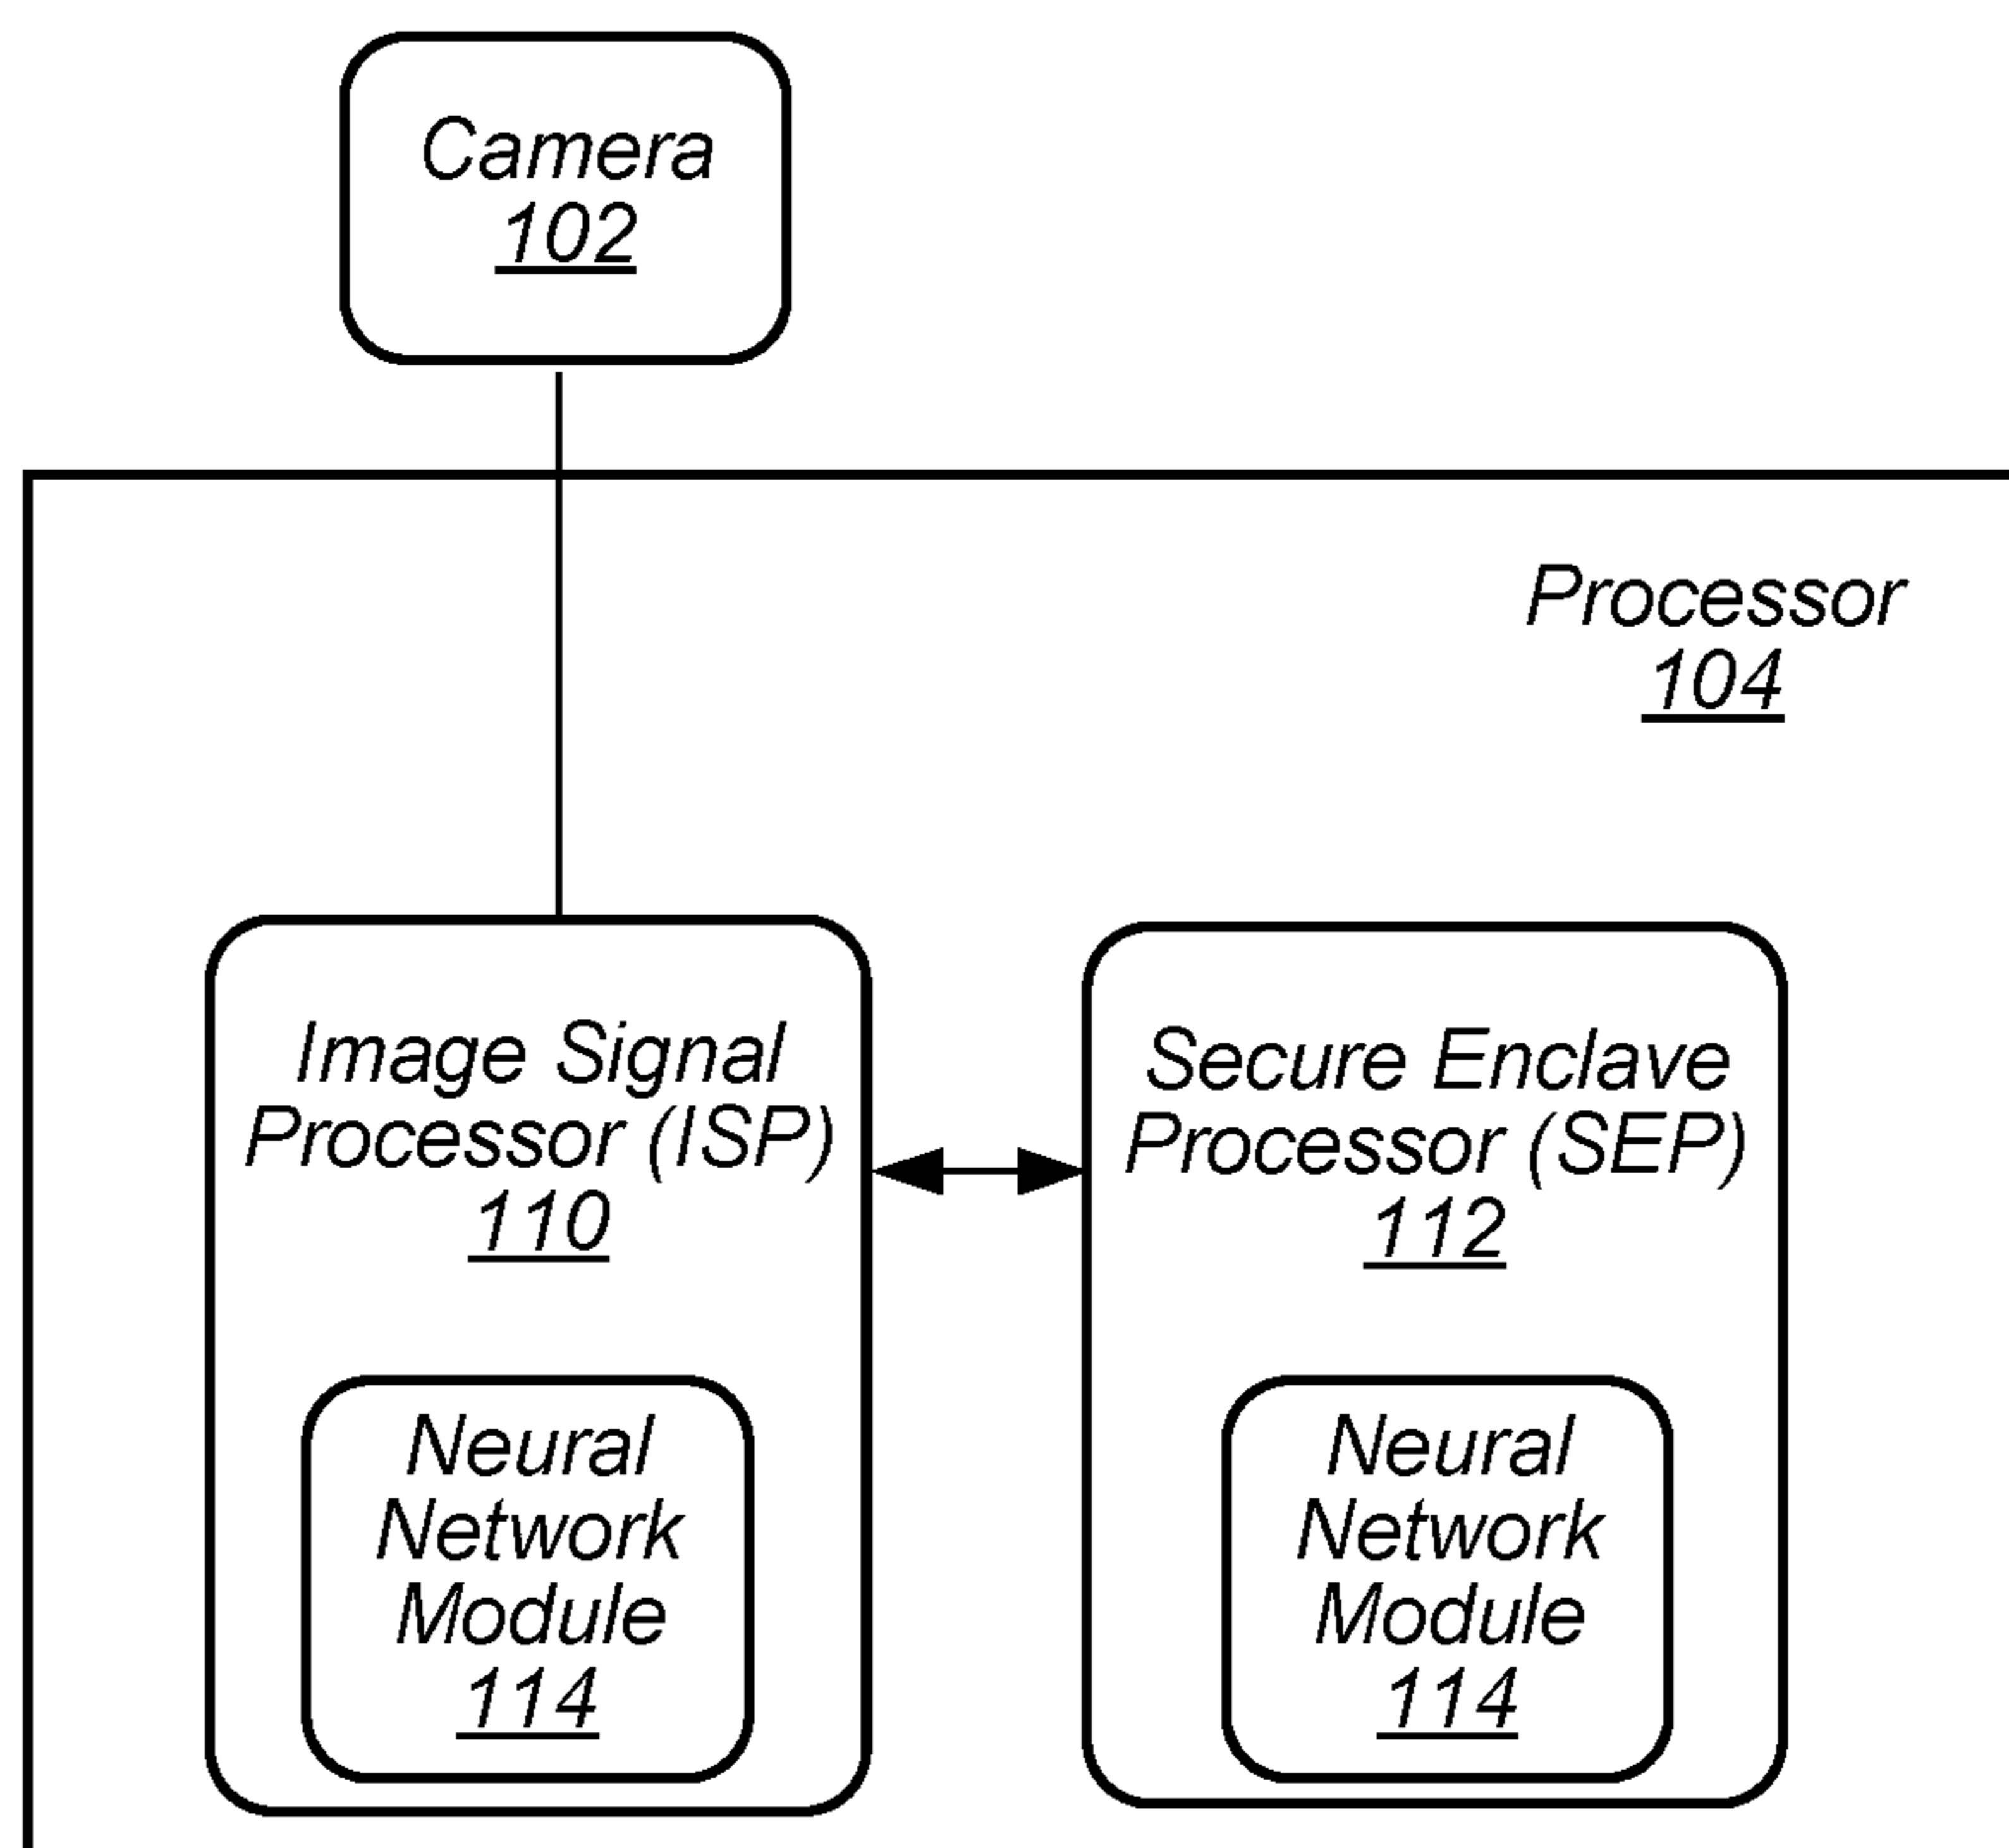 Camera
102
Processor
104
Image Signal
Processor (ISP)
110
Secure Enclave
Processor (SEP)
112
Neural
Network
Module
114
Neural
Network
Module
114